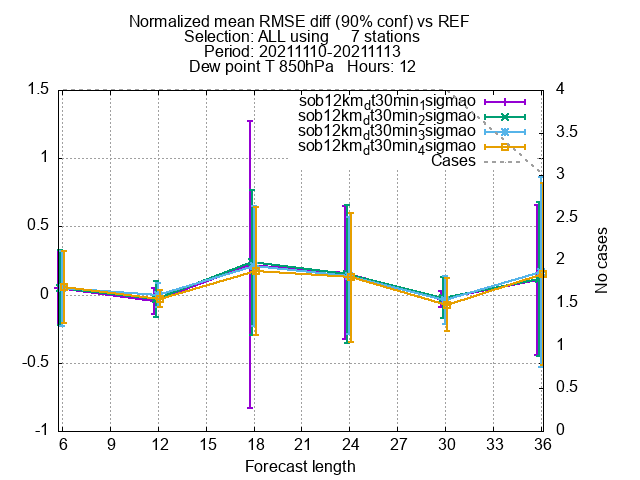 Normalized mean RMSE diff (90% conf) vs REF
Selection: ALL using 7 stations
Period: 20211110-20211113
Dew point T 850hPa Hours: 12
sob12km_dt30min_1sigmao
sob12km_dt30min_2sigmao
sob12km_dt30min_3sigmao
sob12km_dt30min_4sigmao
Cases
1.5
1
0.5
0
-0.5
-1
4
3.5
3
2.5
2
1.5
1
0.5
0
No cases
6 9 12 15 18 21 24 27 30 33 36
Forecast length